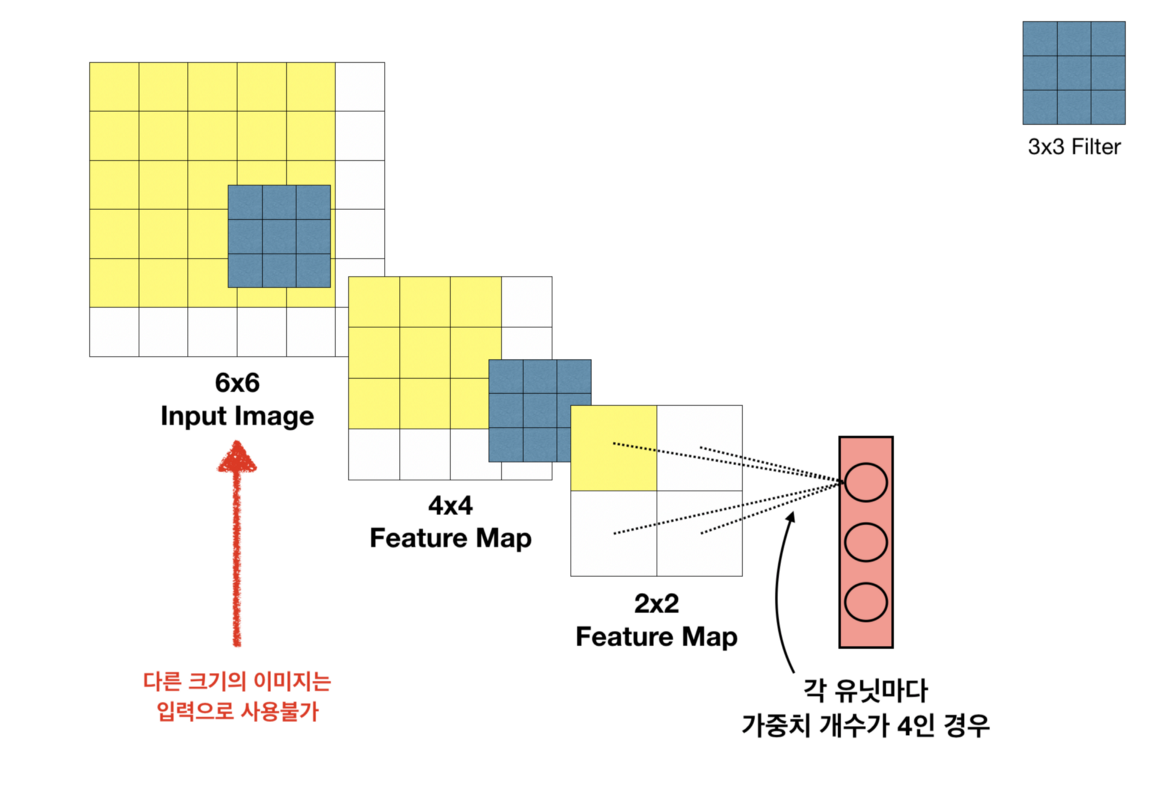 3x3 Filter
6x6
Input Image
4x4
Feature Map
2x2
Feature Map
다른 크기의 이미지는
입력으로 사용불가
각 유닛마다
가중치 개수가 4인 경우